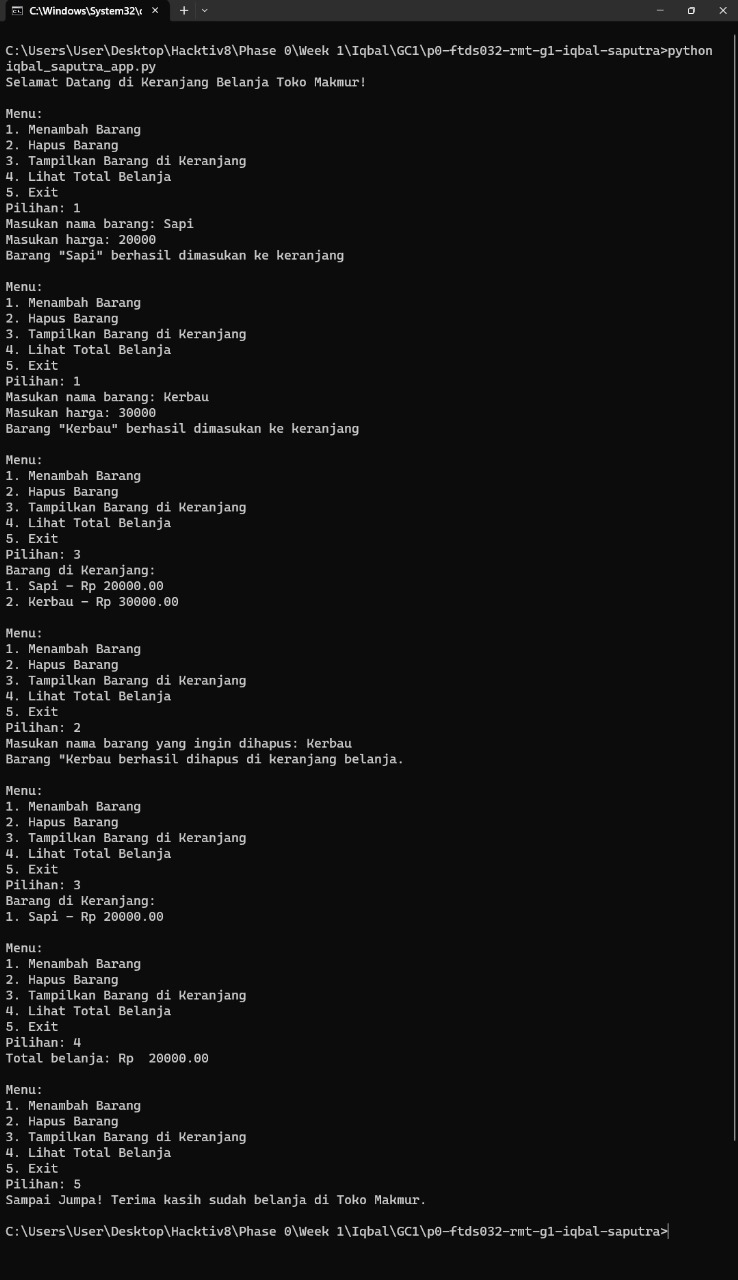 C:\Windows\System32\c
C:\Users\User\Desktop\Hacktiv8\Phase 0\Week 1\Iqbal\GC1\p0-ftds032-rmt-g1-iqbal-saputra>python
iqbal_saputra_app.py
Selamat Datang di Keranjang Belanja Toko Makmur!
Menu:
1. Menambah Barang
2. Hapus Barang
3. Tampilkan Barang di Keranjang
4. Lihat Total Belanja
5. Exit
Pilihan: 1
Masukan nama barang: Sapi
Masukan harga: 20000
Barang "Sapi" berhasil dimasukan ke keranjang
Menu:
1. Menambah Barang
2. Hapus Barang
3. Tampilkan Barang di Keranjang
4. Lihat Total Belanja
5. Exit
Pilihan: 1
Masukan nama barang: Kerbau
Masukan harga: 30000
Barang "Kerbau" berhasil dimasukan ke keranjang
Menu:
1. Menambah Barang
2. Hapus Barang
3. Tampilkan Barang di Keranjang
4. Lihat Total Belanja
5. Exit
Pilihan: 3
Barang di Keranjang:
1. Sapi - Rp 20000.00
2. Kerbau - Rp 30000.00
Menu:
1. Menambah Barang
2. Hapus Barang
3. Tampilkan Barang di Keranjang
4. Lihat Total Belanja
5. Exit
Pilihan: 2
Masukan nama barang yang ingin dihapus: Kerbau
Barang "Kerbau berhasil dihapus di keranjang belanja.
Menu:
1. Menambah Barang
2. Hapus Barang
3. Tampilkan Barang di Keranjang
4. Lihat Total Belanja
5. Exit
Pilihan: 3
Barang di Keranjang:
1. Sapi - Rp 20000.00
Menu:
1. Menambah Barang
2. Hapus Barang
3. Tampilkan Barang di Keranjang
4. Lihat Total Belanja
5. Exit
Pilihan: 4
Total belanja: Rp  20000.00
Menu:
1. Menambah Barang
2. Hapus Barang
3. Tampilkan Barang di Keranjang
4. Lihat Total Belanja
5. Exit
Pilihan: 5
Sampai Jumpa! Terima kasih sudah belanja di Toko Makmur.
C:\Users\User\Desktop\Hacktiv8\Phase 0\Week 1\Iqbal\GC1\p0-ftds032-rmt-g1-iqbal-saputra>